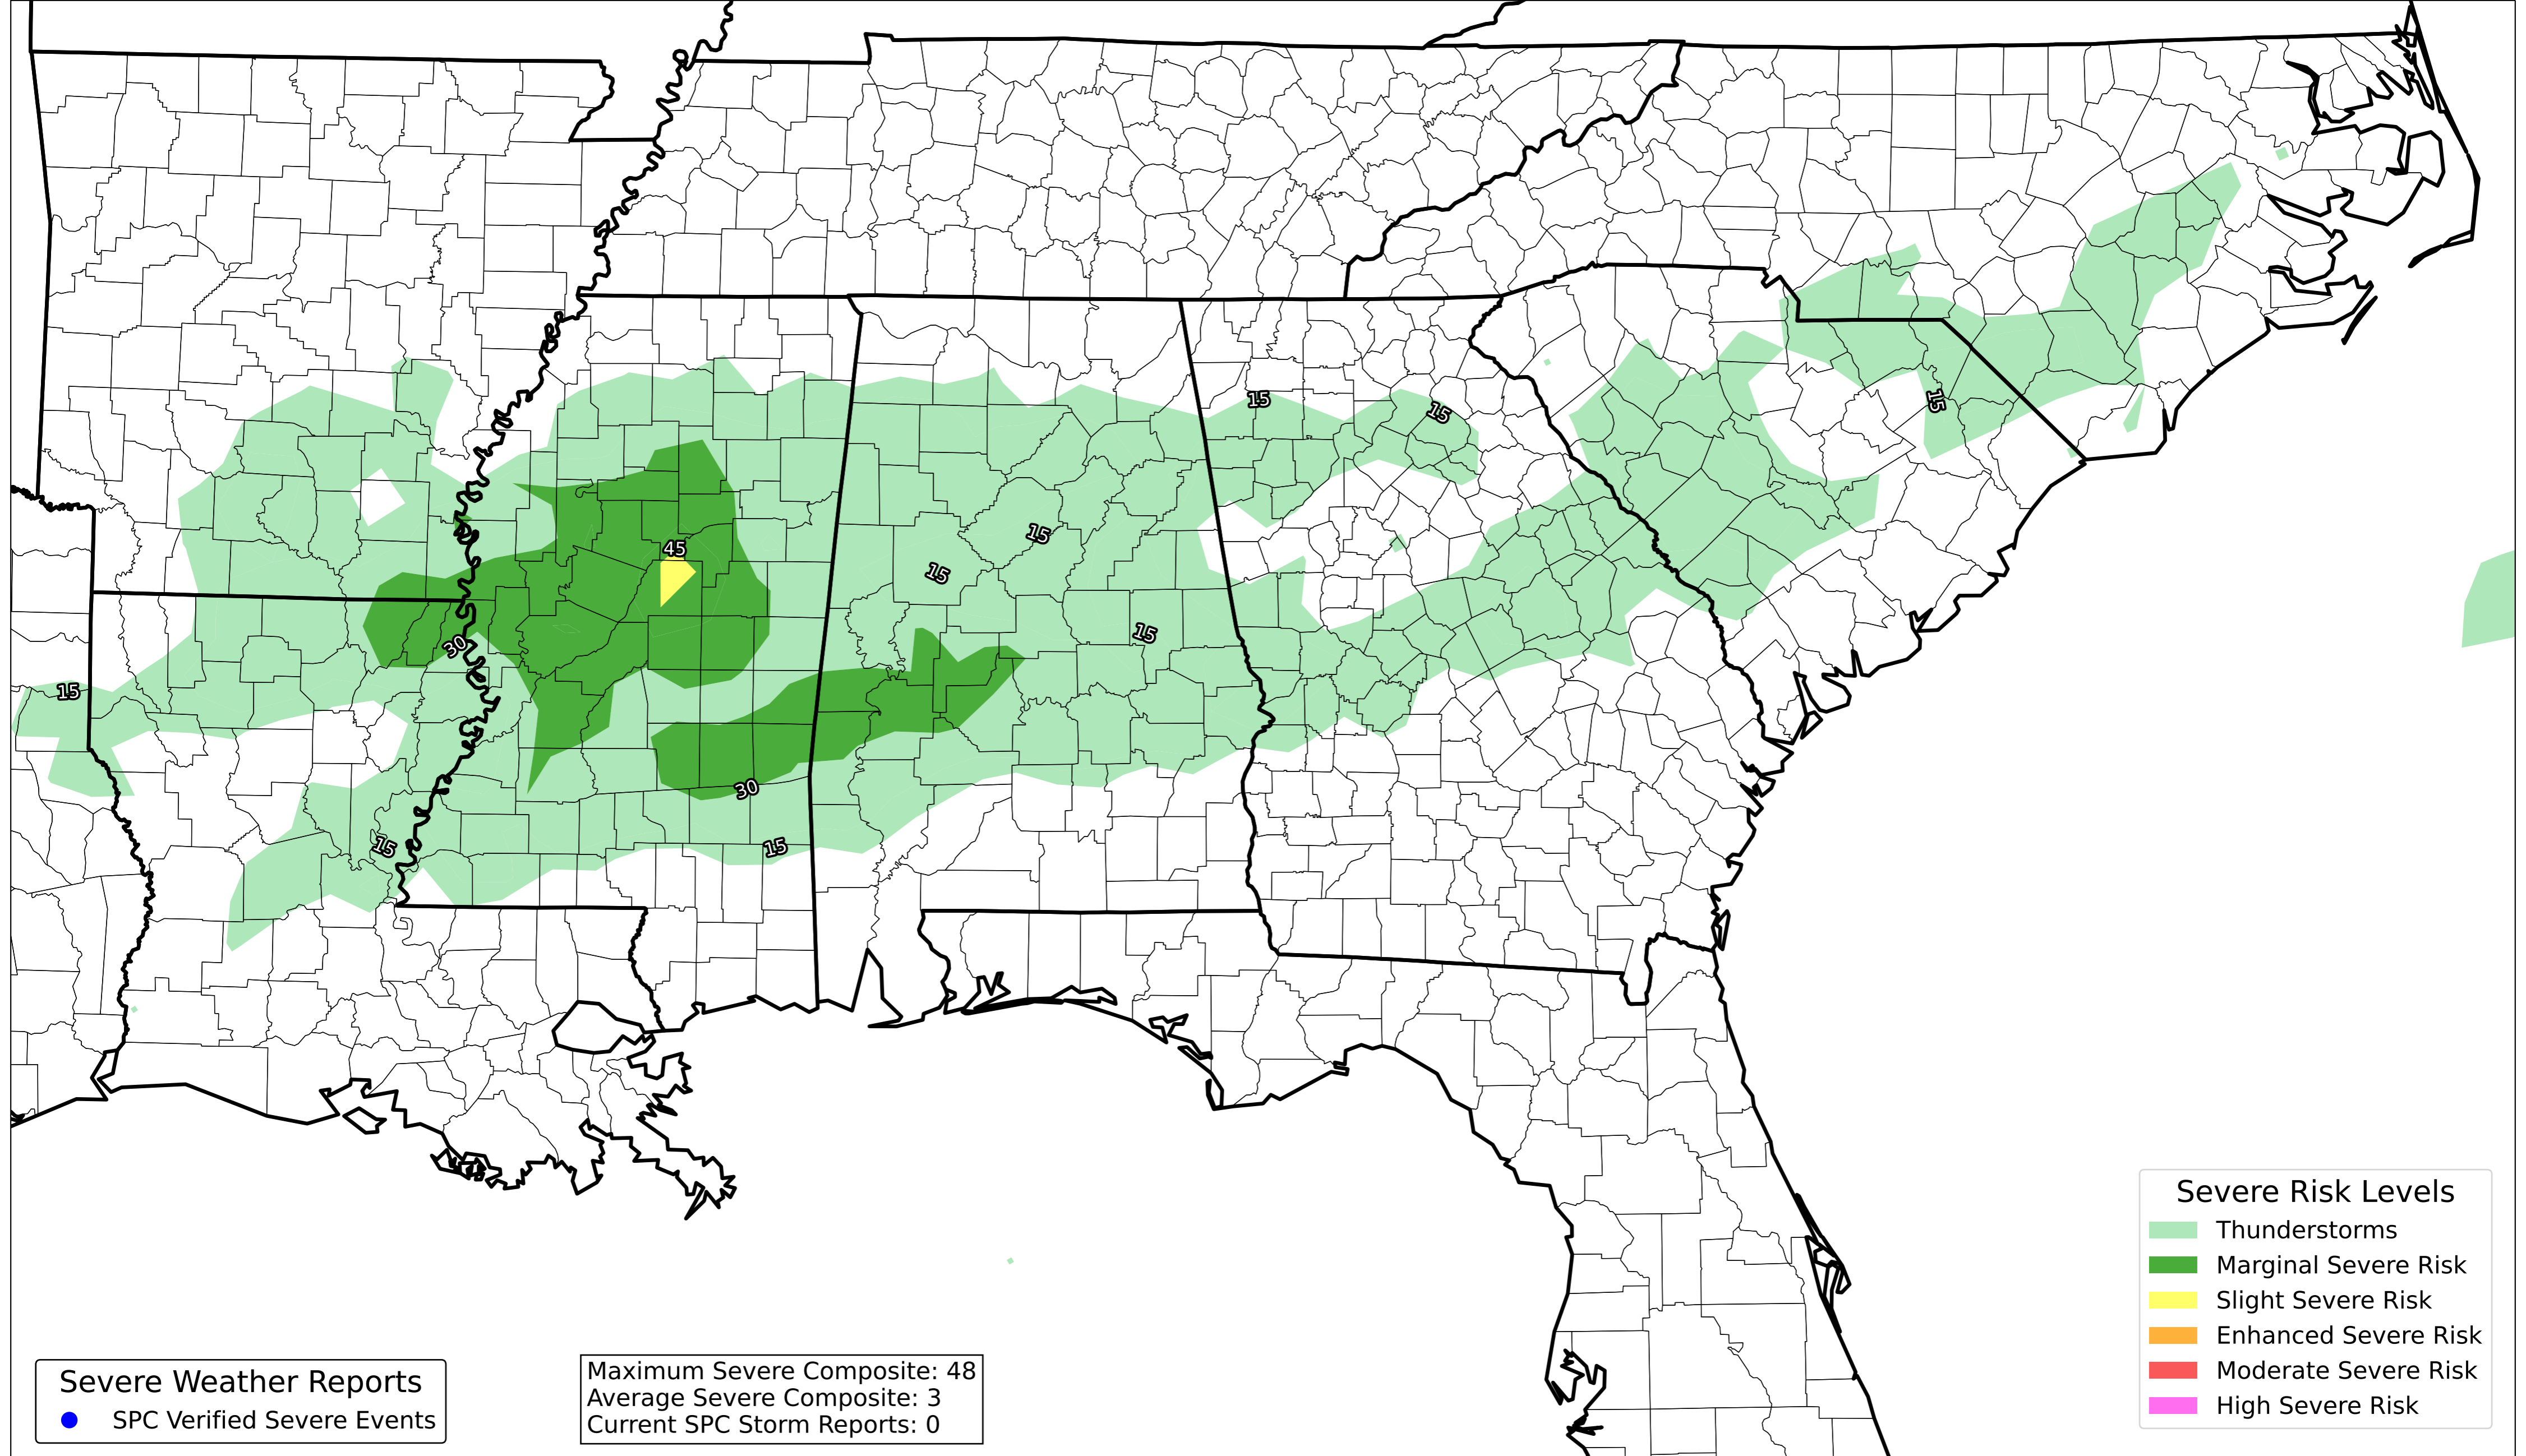 15
15
15
45
15
15
15
30
15
30
15
15
Severe Risk Levels
Thunderstorms
Marginal Severe Risk
Slight Severe Risk
Enhanced Severe Risk
Moderate Severe Risk
High Severe Risk
Severe Weather Reports
SPC Verified Severe Events
Maximum Severe Composite: 48
Average Severe Composite: 3
Current SPC Storm Reports: 0